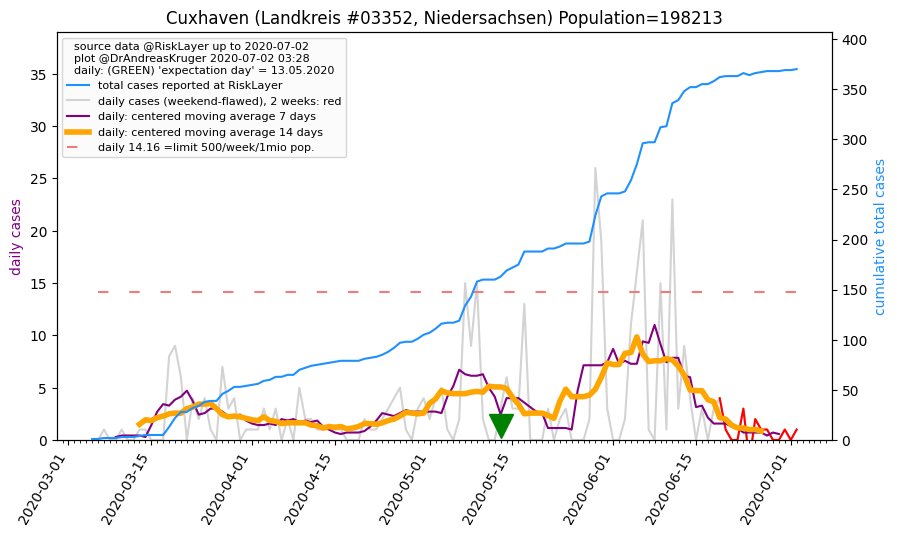 Cuxhaven (Landkreis #03352, Niedersachsen) Population=198213
source data @RiskLayer up to 2020-07-02
plot @DrAndreasKruger 2020-07-02 03:28
daily: (GREEN) 'expectation day' = 13.05.2020
total cases reported at RiskLayer
daily cases (weekend-flawed), 2 weeks: red
daily: centered moving average 7 days
daily: centered moving average 14 days
daily 14.16 =limit 500/week/1mio pop.
daily cases
35
30
25
20
15
10
5
0
400
350
300
250
200
150
100
50
0
cumulative total cases
2020-03-01
2020-03-15
2020-04-01
2020-04-15
2020-05-01
2020-05-15
2020-06-01
2020-06-15
2020-07-01